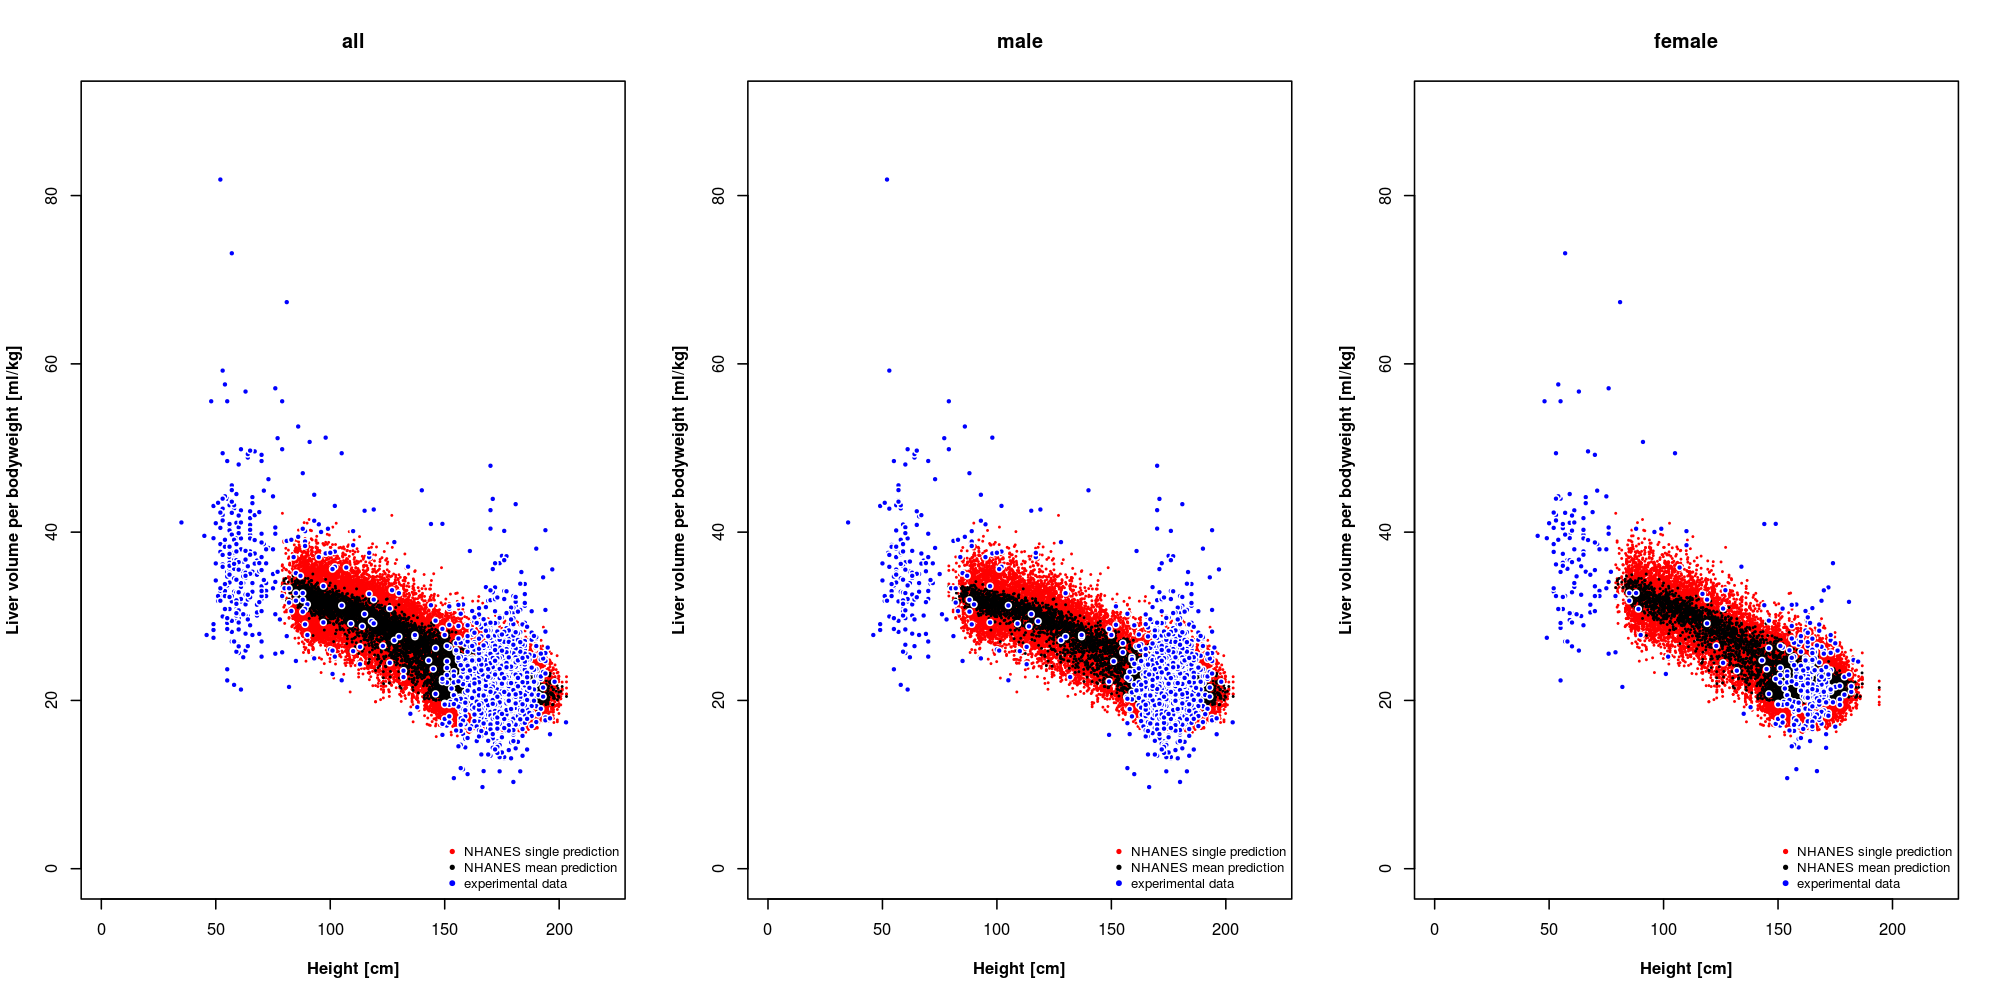 all
Liver volume per bodyweight [ml/kg]
80
60
40
20
0
NHANES single prediction
NHANES mean prediction
experimental data
0 50 100 150 200
Height [cm]
male
Liver volume per bodyweight [ml/kg]
80
60
40
20
0
NHANES single prediction
NHANES mean prediction
experimental data
0 50 100 150 200
Height [cm]
female
Liver volume per bodyweight [ml/kg]
80
60
40
20
0
NHANES single prediction
NHANES mean prediction
experimental data
0 50 100 150 200
Height [cm]